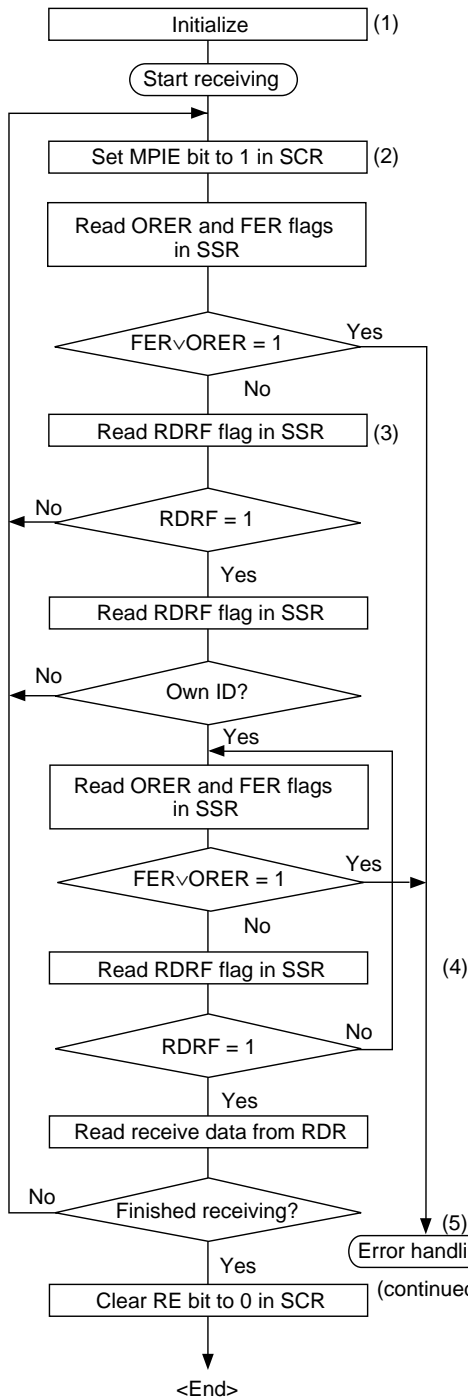 Initialize (1)
Start receiving
Set MPIE bit to 1 in SCR (2)
Read ORER and FER flags
in SSR
FER∨ORER = 1
Yes
No
Read RDRF flag in SSR (3)
No
RDRF = 1
Yes
Read RDRF flag in SSR
No
Own ID?
Yes
Read ORER and FER flags
in SSR
Yes
FER∨ORER = 1
No
Read RDRF flag in SSR
(4)
No
RDRF = 1
Yes
Read receive data from RDR
No
Finished receiving?
(5)
Error handli
Yes
Clear RE bit to 0 in SCR
(continued
<End>